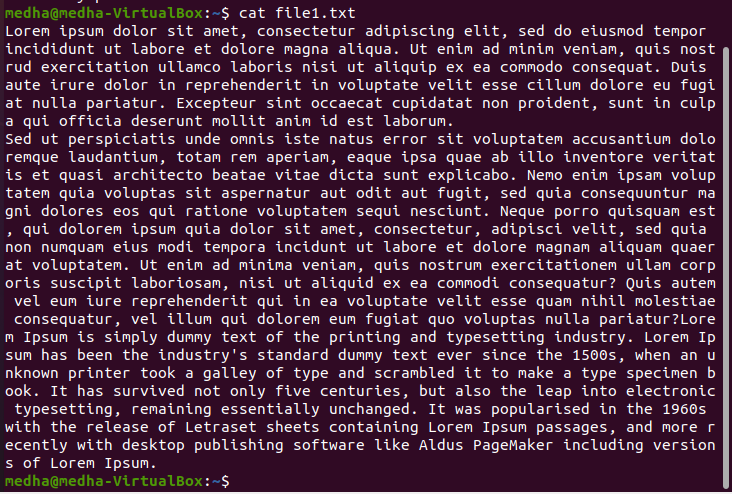 medha@medha-VirtualBox:~$ cat file1.txt
Lorem ipsum dolor sit amet, consectetur adipiscing elit, sed do eiusmod tempor
incididunt ut labore et dolore magna aliqua. Ut enim ad minim veniam, quis nost
rud exercitation ullamco laboris nisi ut aliquip ex ea commodo consequat. Duis
aute irure dolor in reprehenderit in voluptate velit esse cillum dolore eu fugi
at nulla pariatur. Excepteur sint occaecat cupidatat non proident, sunt in culp
a qui officia deserunt mollit anim id est laborum.
Sed ut perspiciatis unde omnis iste natus error sit voluptatem accusantium dolo
remque laudantium, totam rem aperiam, eaque ipsa quae ab illo inventore veritat
is et quasi architecto beatae vitae dicta sunt explicabo. Nemo enim ipsam volup
tatem quia voluptas sit aspernatur aut odit aut fugit, sed quia consequuntur ma
gni dolores eos qui ratione voluptatem sequi nesciunt. Neque porro quisquam est
, qui dolorem ipsum quia dolor sit amet, consectetur, adipisci velit, sed quia
non numquam eius modi tempora incidunt ut labore et dolore magnam aliquam quaer
at voluptatem. Ut enim ad minima veniam, quis nostrum exercitationem ullam corp
oris suscipit laboriosam, nisi ut aliquid ex ea commodi consequatur? Quis autem
 vel eum iure reprehenderit qui in ea voluptate velit esse quam nihil molestiae
 consequatur, vel illum qui dolorem eum fugiat quo voluptas nulla pariatur?Lore
m Ipsum is simply dummy text of the printing and typesetting industry. Lorem Ip
sum has been the industry's standard dummy text ever since the 1500s, when an u
nknown printer took a galley of type and scrambled it to make a type specimen b
ook. It has survived not only five centuries, but also the leap into electronic
 typesetting, remaining essentially unchanged. It was popularised in the 1960s
with the release of Letraset sheets containing Lorem Ipsum passages, and more r
ecently with desktop publishing software like Aldus PageMaker including version
s of Lorem Ipsum.
medha@medha-VirtualBox:~$